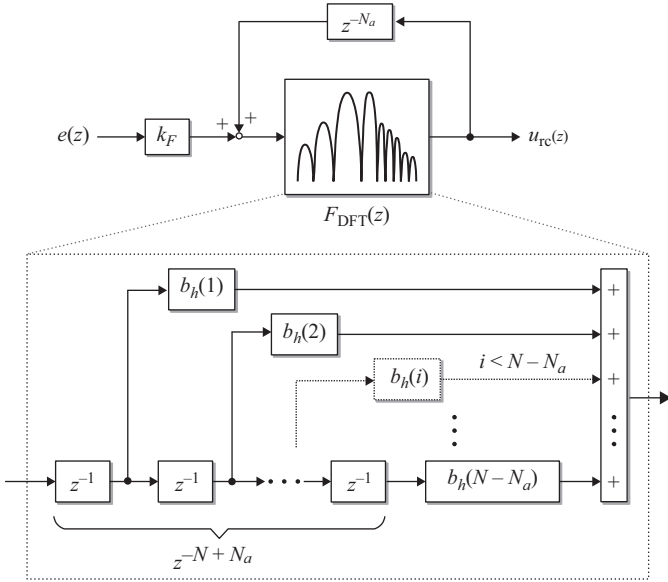 z^{–N_a}
e(z) k_F + + u_{rc}(z)
F_{DFT}(z)
b_h(1) +
b_h(2) +
b_h(i) i < N – N_a +
z^{–1} z^{–1} z^{–1} b_h(N – N_a) +
z^{–N + N_a}